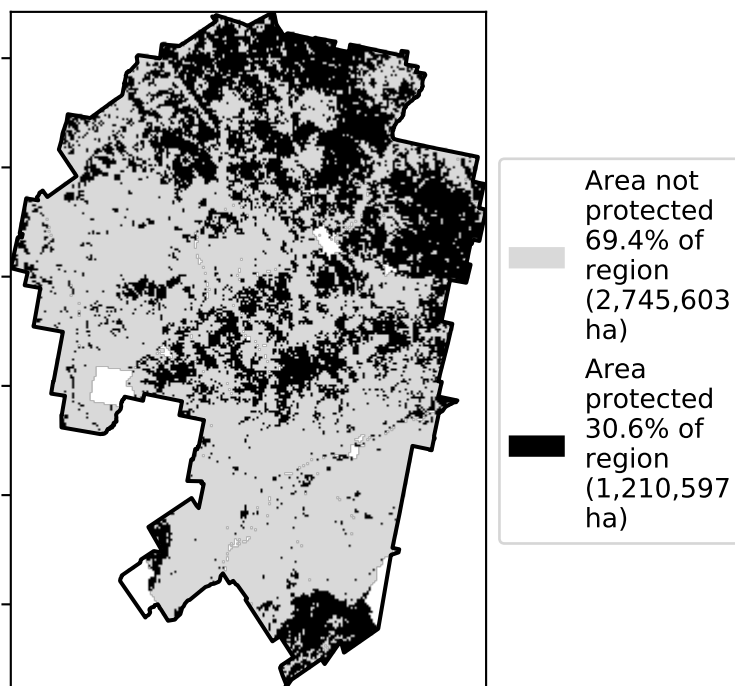 Area not
protected
69.4% of
region
(2,745,603
ha)
Area
protected
30.6% of
region
(1,210,597
ha)